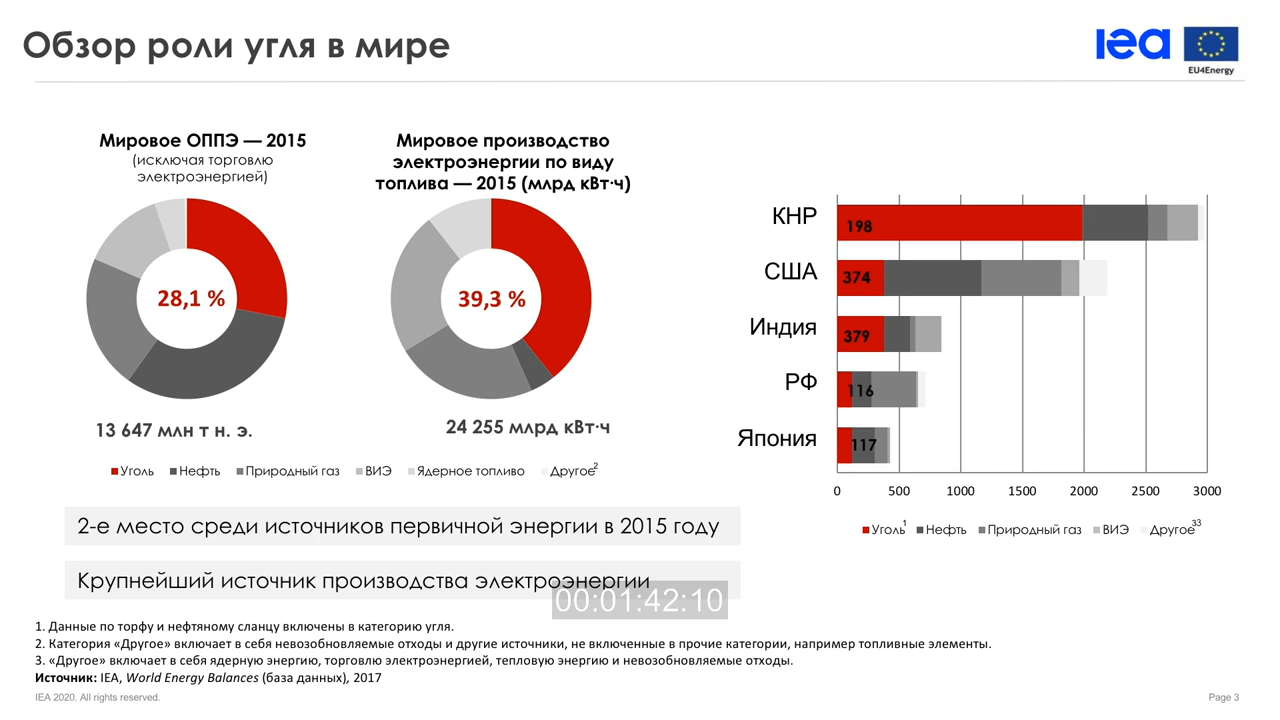 Обзор роли угля в мире
iea
EU4Energy
Мировое ОППЭ — 2015
(исключая торговлю
электроэнергией)
28,1 %
13 647 млн т н. э.
Мировое производство
электроэнергии по виду
топлива — 2015 (млрд кВт·ч)
39,3 %
24 255 млрд кВт·ч
Уголь Нефть Природный газ ВИЭ Ядерное топливо Другое2
КНР 198
США 374
Индия 379
РФ 116
Япония 117
0 500 1000 1500 2000 2500 3000
Уголь1 Нефть Природный газ ВИЭ Другое33
2-е место среди источников первичной энергии в 2015 году
Крупнейший источник производства электроэнергии
00:01:42:10
1. Данные по торфу и нефтяному сланцу включены в категорию угля.
2. Категория «Другое» включает в себя невозобновляемые отходы и другие источники, не включенные в прочие категории, например топливные элементы.
3. «Другое» включает в себя ядерную энергию, торговлю электроэнергией, тепловую энергию и невозобновляемые отходы.
Источник: IEA, World Energy Balances (база данных), 2017
IEA 2020. All rights reserved.
Page 3